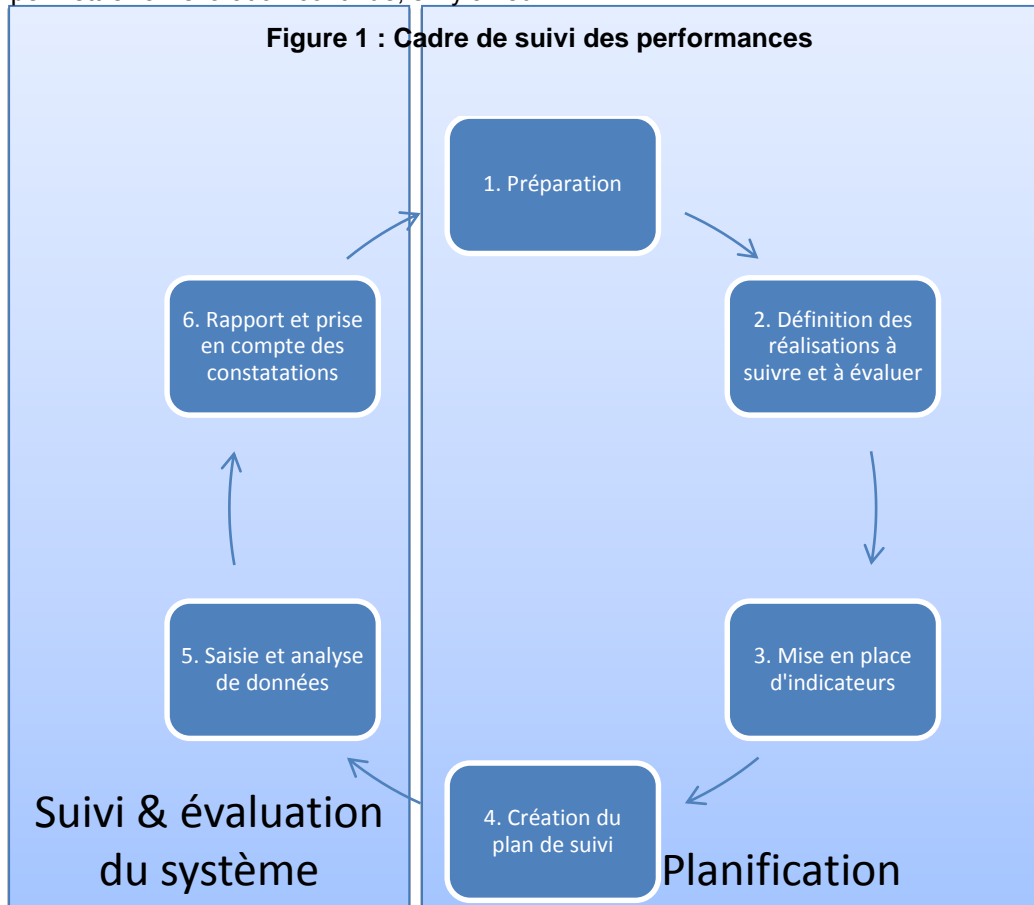 Figure 1 : Cadre de suivi des performances
1. Préparation
2. Définition des
réalisations à
suivre et à évaluer
3. Mise en place
d'indicateurs
4. Création du
plan de suivi
5. Saisie et analyse
de données
6. Rapport et prise
en compte des
constatations
Suivi & évaluation
du système
Planification